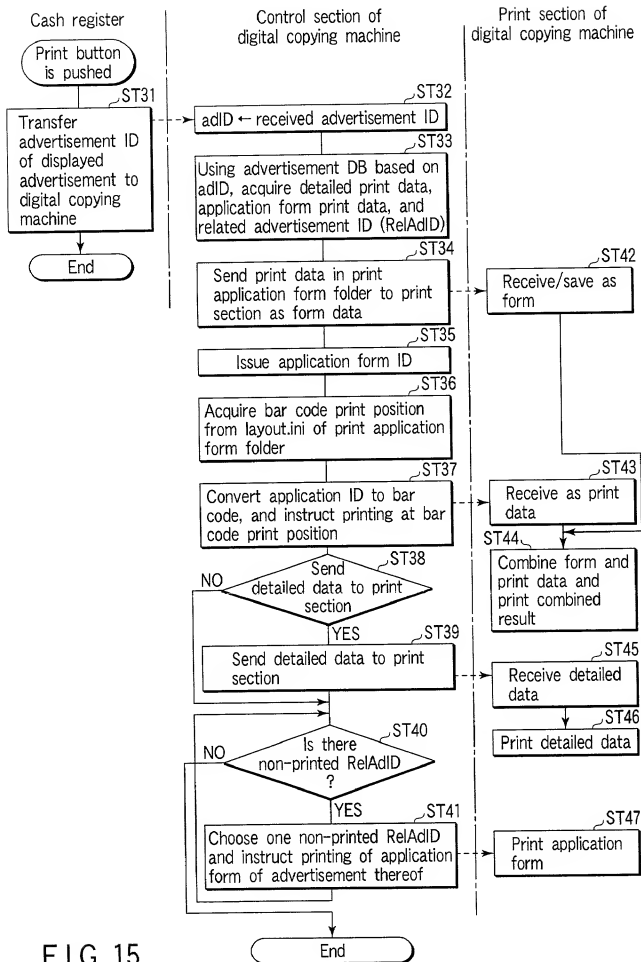 Cash register
Print button
is pushed
ST31
Transfer
advertisement ID
of displayed
advertisement to
digital copying
machine
End
Control section of
digital copying machine
ST32
adID ← received advertisement ID
ST33
Using advertisement DB based on
adID, acquire detailed print data,
application form print data, and
related advertisement ID (RelAdID)
ST34
Send print data in print
application form folder to print
section as form data
ST35
Issue application form ID
ST36
Acquire bar code print position
from layout.ini of print application
form folder
ST37
Convert application ID to bar
code, and instruct printing at bar
code print position
ST38
Send
detailed data to print
section
NO
YES
ST39
Send detailed data to print
section
ST40
Is there
non-printed RelAdID
?
NO
YES
ST41
Choose one non-printed RelAdID
and instruct printing of application
form of advertisement thereof
End
Print section of
digital copying machine
ST42
Receive/save as
form
ST43
Receive as print
data
ST44
Combine form and
print data and
print combined
result
ST45
Receive detailed
data
ST46
Print detailed data
ST47
Print application
form
FIG. 15